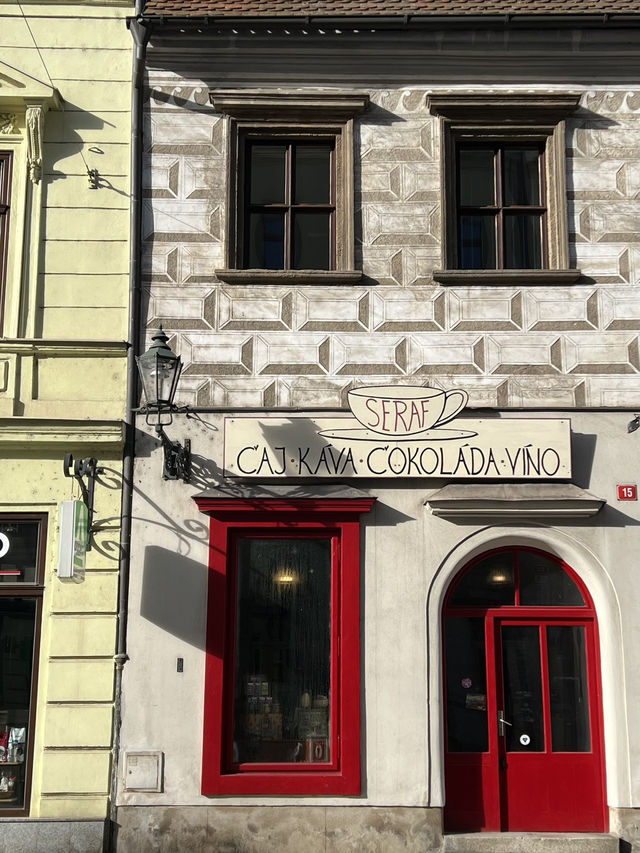 SERAF
ČAJ · KÁVA · ČOKOLÁDA · VÍNO
15